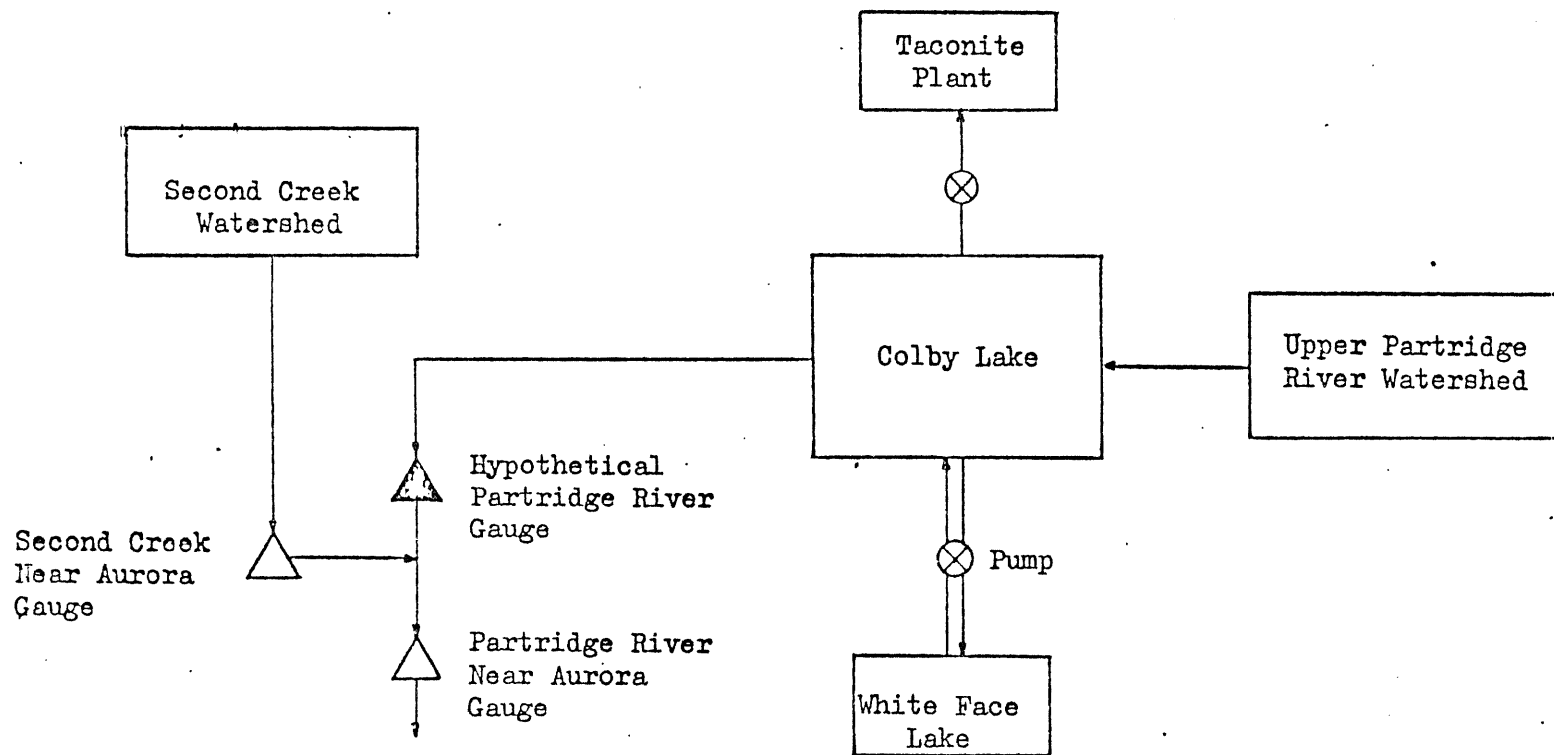 Taconite
Plant
Second Creek
Watershed
Colby Lake
Upper Partridge
River Watershed
Hypothetical
Partridge River
Gauge
Second Creek
Near Aurora
Gauge
Pump
Partridge River
Near Aurora
Gauge
White Face
Lake